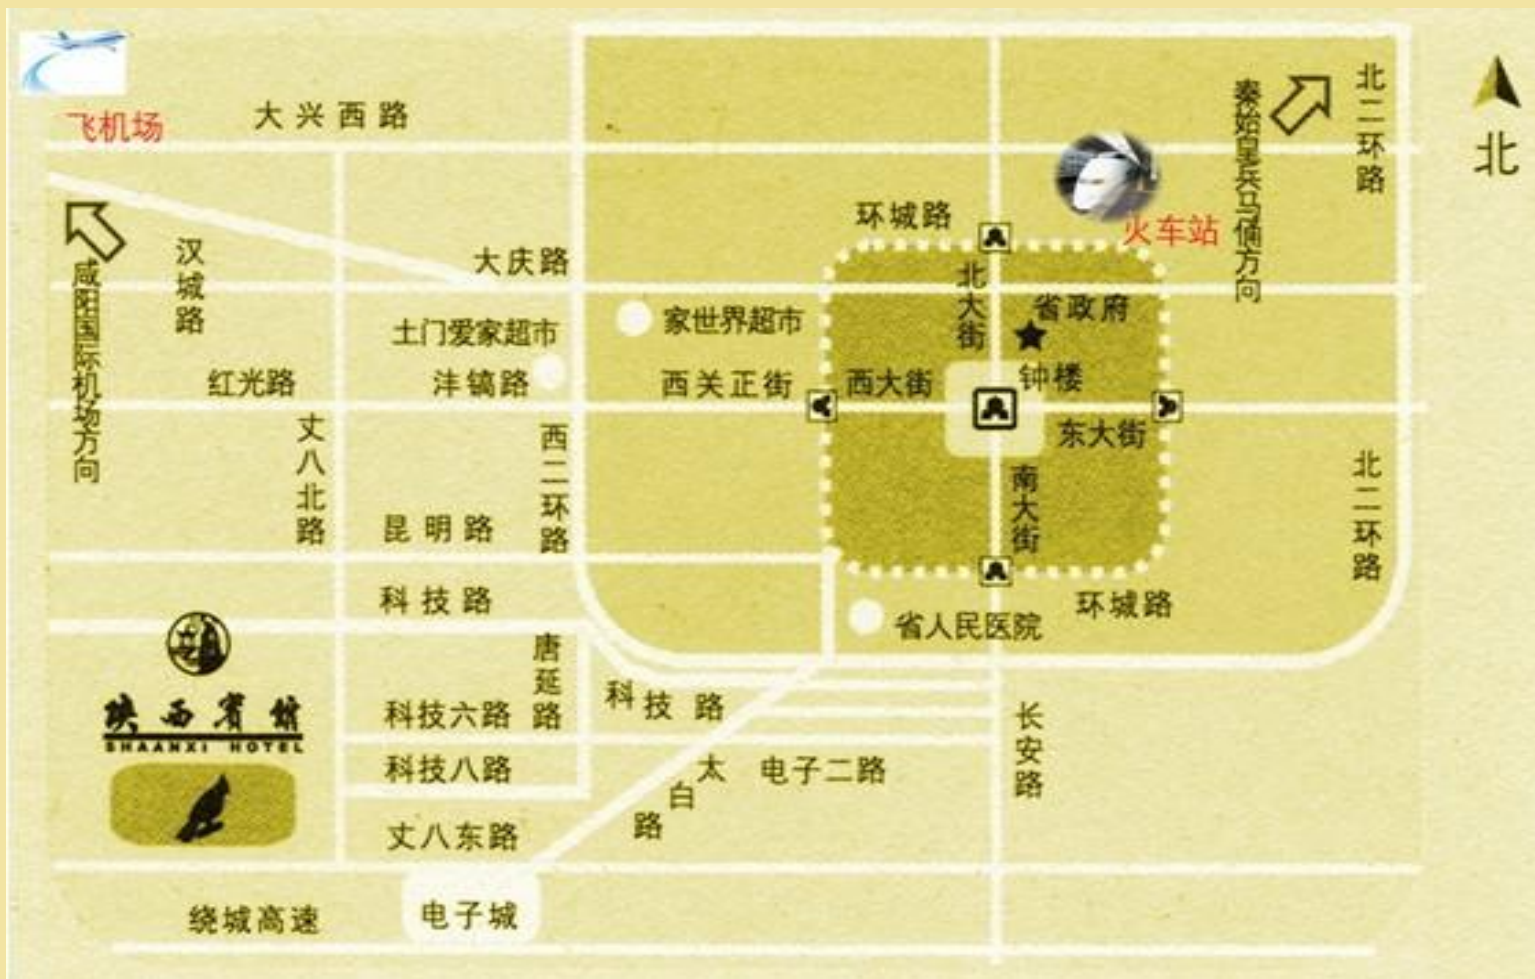 飞机场
大兴西路
秦始皇兵马俑方向
北二环路
北
环城路
火车站
咸阳国际机场方向
汉城路
大庆路
北大街
省政府
土门爱家超市
家世界超市
红光路
沣镐路
西关正街
西大街
钟楼
东大街
丈八北路
西二环路
南大街
北二环路
昆明路
科技路
环城路
省人民医院
唐延路
陕西宾馆
SHAANXI HOTEL
科技六路
科技路
长安路
科技八路
太白路
电子二路
丈八东路
绕城高速
电子城